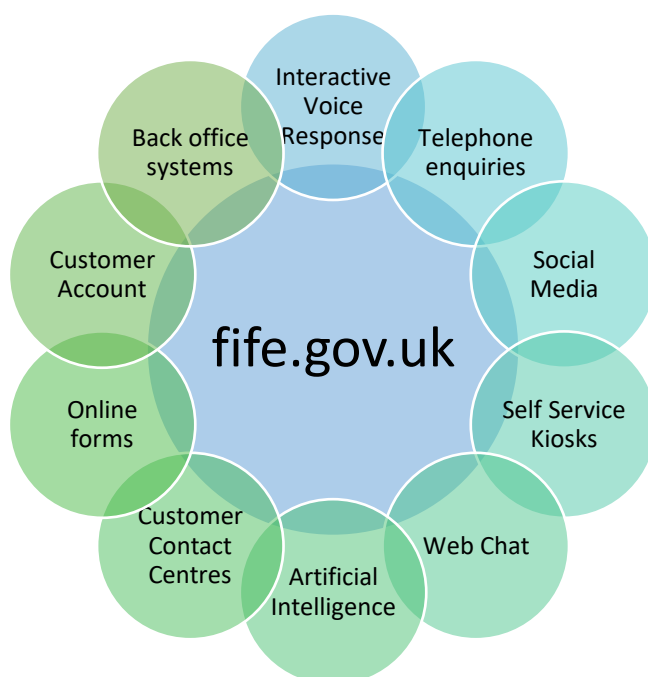 Interactive
Voice
Response
Telephone
enquiries
Social
Media
Self Service
Kiosks
Web Chat
Artificial
Intelligence
Customer
Contact
Centres
Online
forms
Customer
Account
Back office
systems
fife.gov.uk